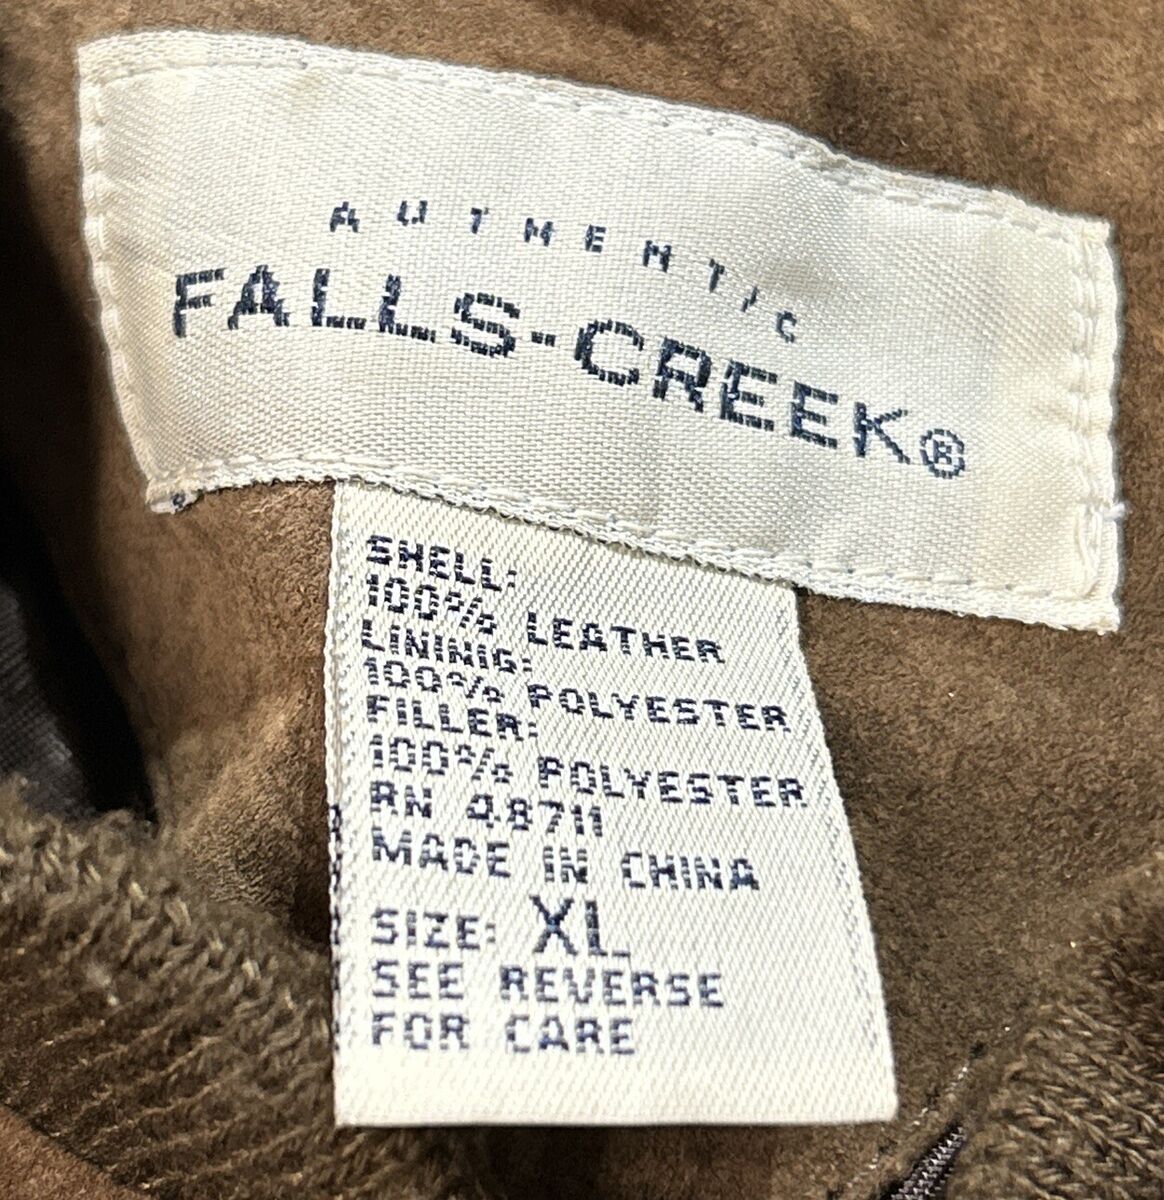 AUTHENTIC
FALLS-CREEK®
SHELL:
100% LEATHER
LININIG:
100% POLYESTER
FILLER:
100% POLYESTER
RN 48711
MADE IN CHINA
SIZE: XL
SEE REVERSE
FOR CARE